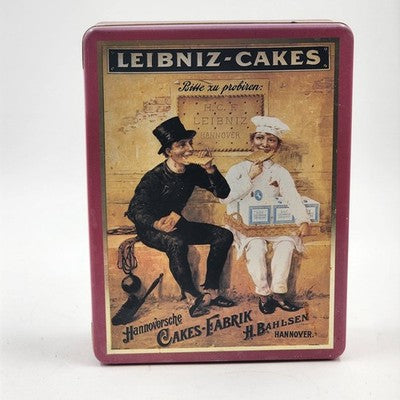 LEIBNIZ-CAKES
Bitte zu probiren:
H.C.F.
LEIBNIZ
HANNOVER
Hannoversche
CAKES-FABRIK
H. BAHLSEN
HANNOVER.